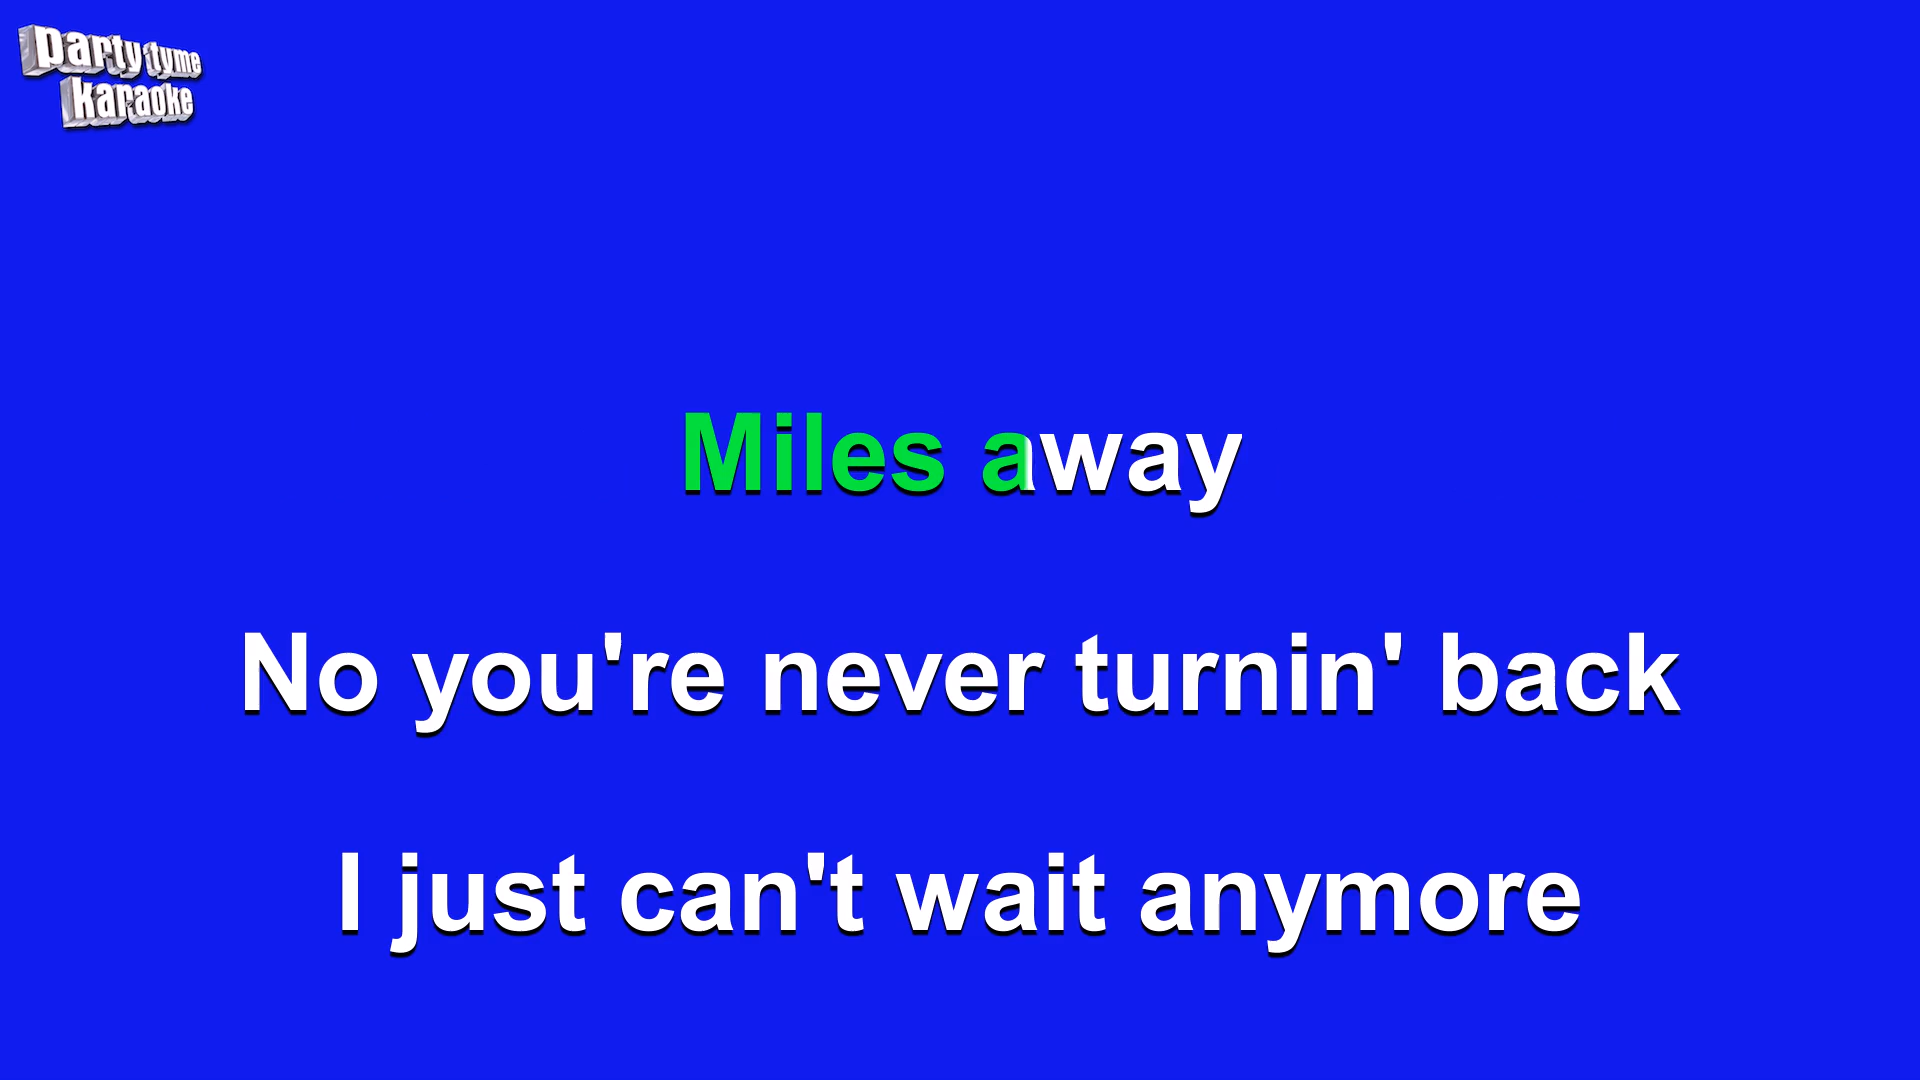 party tyme
karaoke
Miles away
No you're never turnin' back
I just can't wait anymore